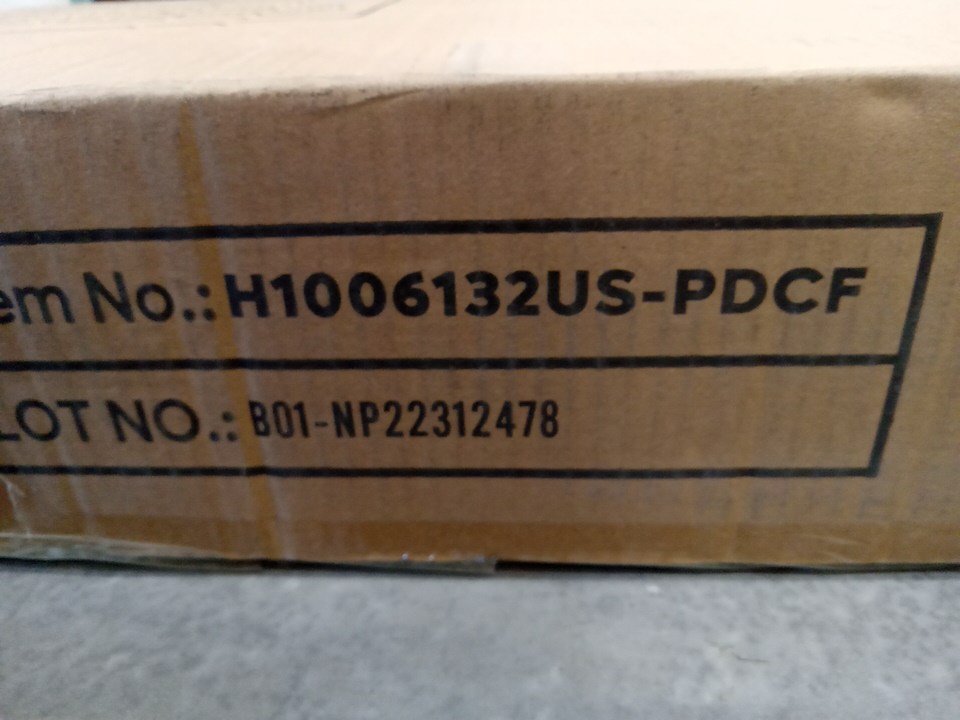 em No.: H1006132US-PDCF
LOT NO.: B01-NP22312478